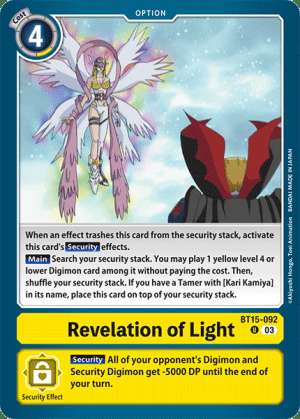 OPTION
Cost
4
When an effect trashes this card from the security stack, activate
this card's Security effects.
Main Search your security stack. You may play 1 yellow level 4 or
lower Digimon card among it without paying the cost. Then,
shuffle your security stack. If you have a Tamer with [Kari Kamiya]
in its name, place this card on top of your security stack.
©Akiyoshi Hongo, Toei Animation BANDAI MADE IN JAPAN
BT15-092
Revelation of Light U 03
Security All of your opponent's Digimon and
Security Digimon get -5000 DP until the end of
your turn.
Security Effect